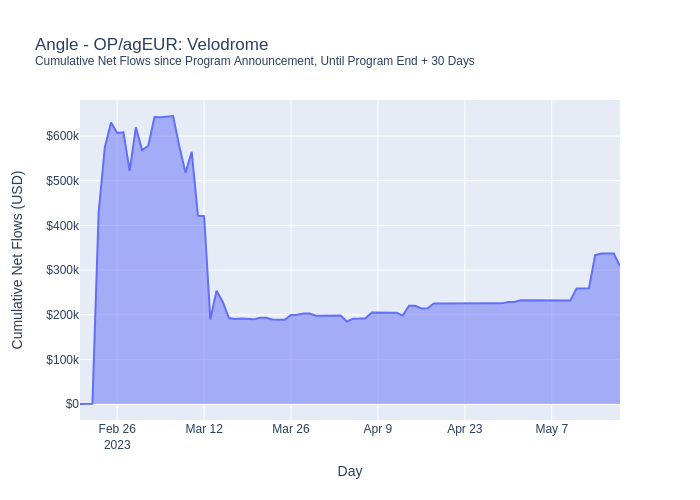 Angle - OP/agEUR: Velodrome
Cumulative Net Flows since Program Announcement, Until Program End + 30 Days
Cumulative Net Flows (USD)
$600k
$500k
$400k
$300k
$200k
$100k
$0
Feb 26
2023
Mar 12
Mar 26
Apr 9
Apr 23
May 7
Day